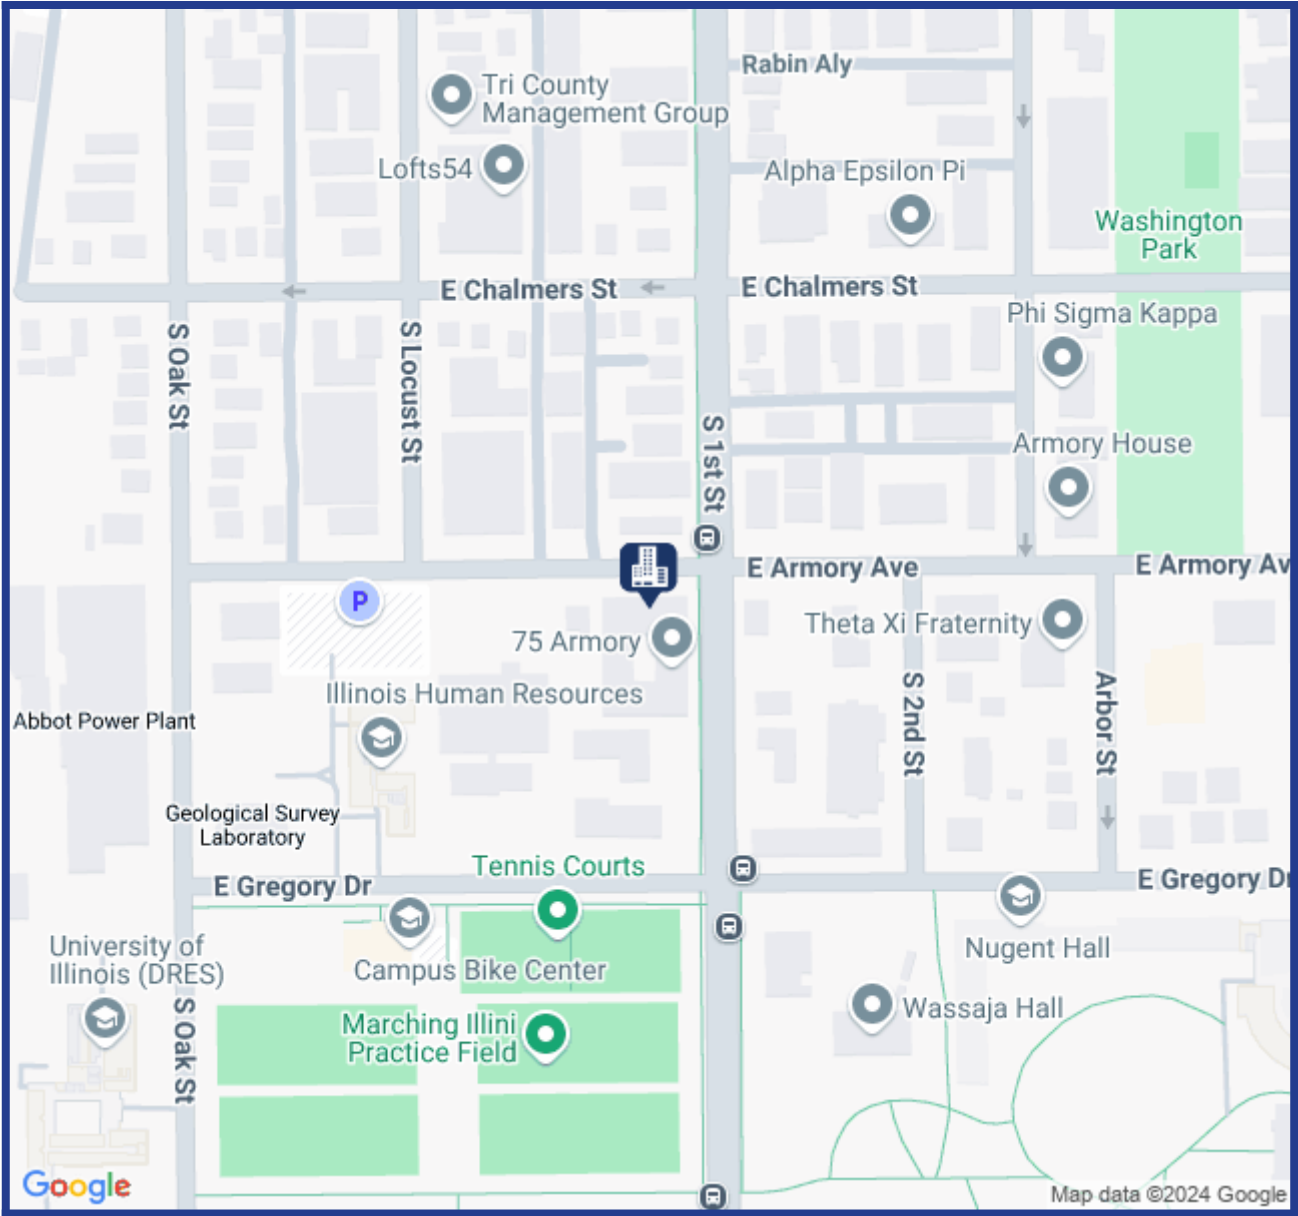 Rabin Aly
Tri County
Management Group
Lofts54
Alpha Epsilon Pi
Washington
Park
E Chalmers St
E Chalmers St
Phi Sigma Kappa
S Oak St
S Locust St
S 1st St
Armory House
E Armory Ave
E Armory Av
P
75 Armory
Theta Xi Fraternity
Illinois Human Resources
S 2nd St
Arbor St
Abbot Power Plant
Geological Survey
Laboratory
Tennis Courts
E Gregory Dr
E Gregory Dr
University of
Illinois (DRES)
Campus Bike Center
Nugent Hall
Wassaja Hall
S Oak St
Marching Illini
Practice Field
Google
Map data ©2024 Google